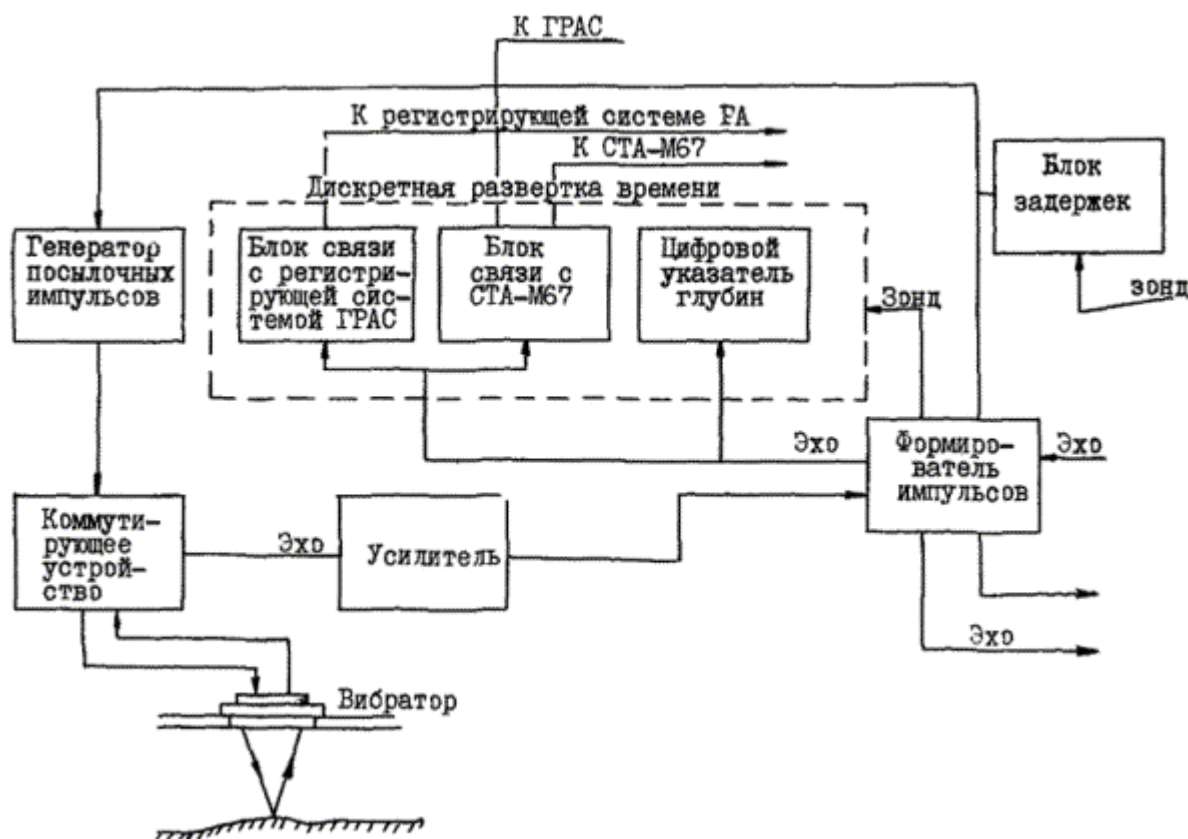 К ГРАС
К регистрирующей системе РА
К СТА-М67
Дискретная развертка времени
Блок
задержек
зонд
Генератор
посылочных
импульсов
Блок связи
с регистри-
рующей сис-
темой ГРАС
Блок
связи с
СТА-М67
Цифровой
указатель
глубин
Зонд
Эхо
Формиро-
ватель
импульсов
Эхо
Коммути-
рующее
устрой-
ство
Эхо
Усилитель
Эхо
Вибратор